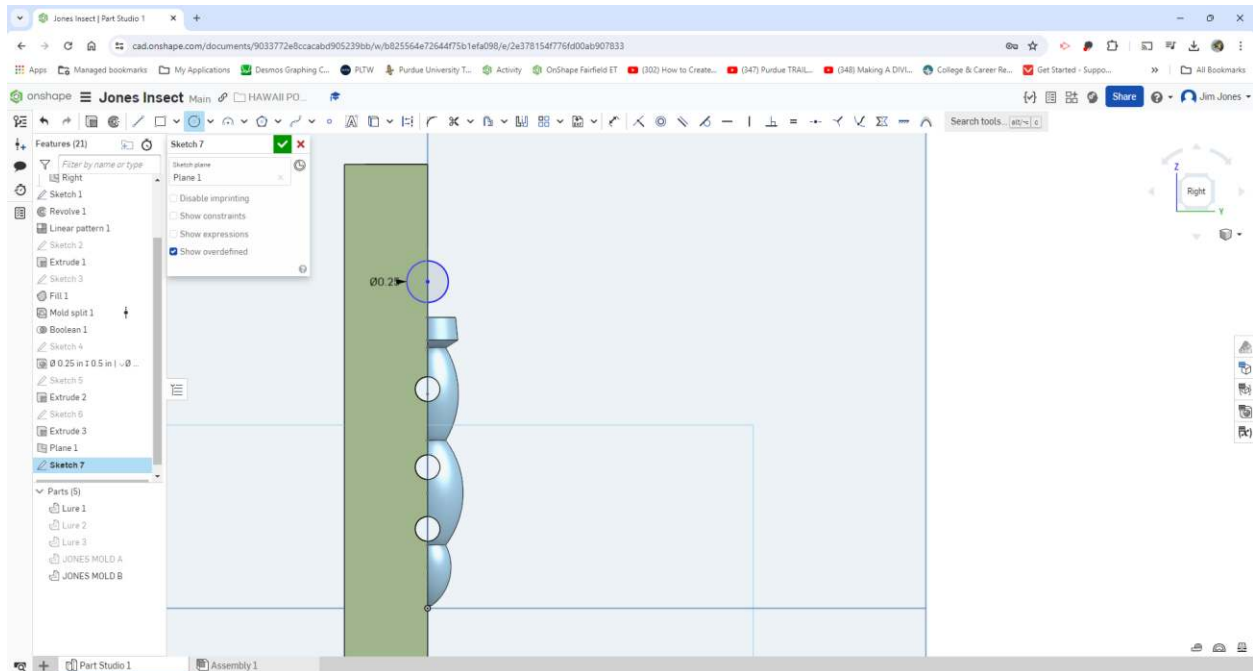 Jones Insect | Part Studio 1
cad.onshape.com/documents/9033772e8ccacabd905239bb/w/b825564e72644f75b1efa098/e/2e378154f776fd00ab907833
Apps Managed bookmarks My Applications Desmos Graphing C... PLTW Purdue University T... Activity OnShape Fairfield ET (302) How to Create... (347) Purdue TRAIL... (348) Making A DIVI... College & Career Re... Get Started - Suppo... » All Bookmarks
onshape Jones Insect Main HAWAII PO... Share Jim Jones
Search tools... alt/⌥ c
Features (21)
Filter by name or type
Right
Sketch 1
Revolve 1
Linear pattern 1
Sketch 2
Extrude 1
Sketch 3
Fill 1
Mold split 1
Boolean 1
Sketch 4
Ø 0.25 in ↧ 0.5 in | ⌵Ø ...
Sketch 5
Extrude 2
Sketch 6
Extrude 3
Plane 1
Sketch 7
Parts (5)
Lure 1
Lure 2
Lure 3
JONES MOLD A
JONES MOLD B
Sketch 7
Sketch plane
Plane 1
Disable imprinting
Show constraints
Show expressions
Show overdefined
Ø0.25
Z
Right
Y
Part Studio 1 Assembly 1